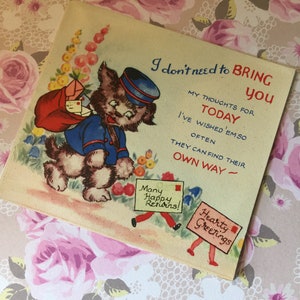 I don't need to BRING
YOU
MY THOUGHTS FOR
TODAY
I'VE WISHED 'EM SO
OFTEN
THEY CAN FIND THEIR
OWN WAY~
Many
Happy
Returns!
Hearty
Greetings!